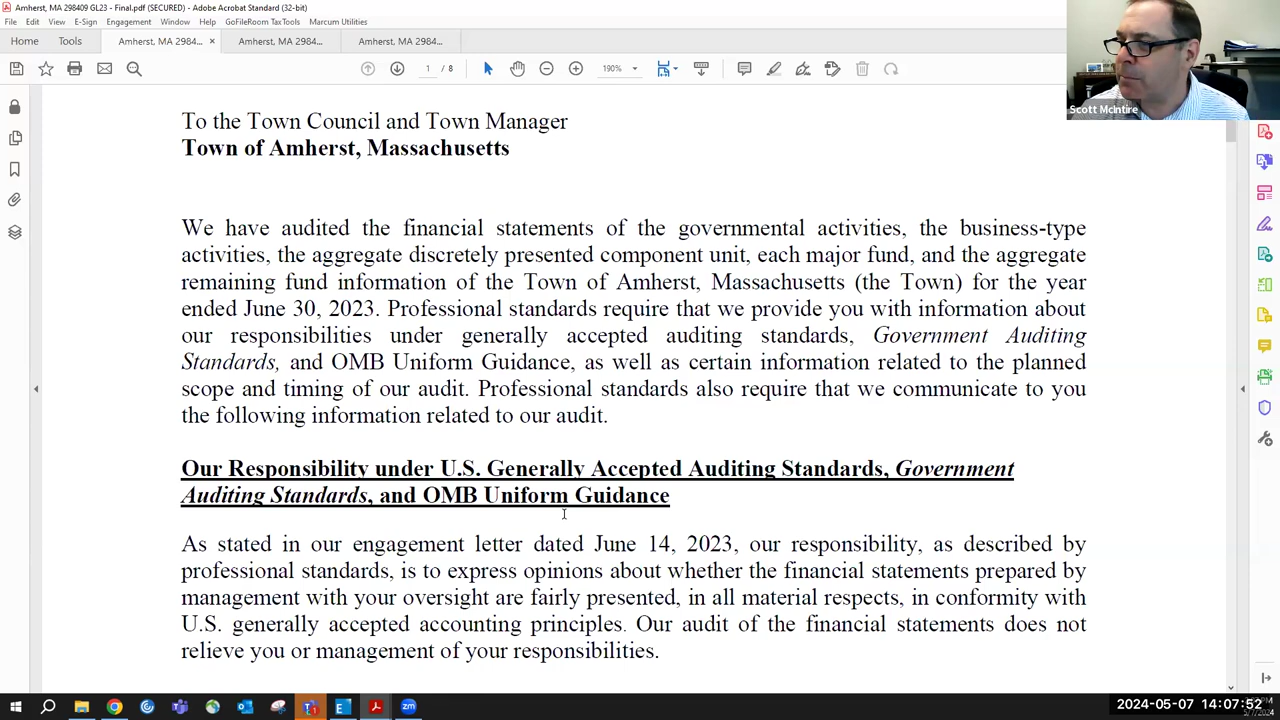 Amherst, MA 298409 GL23 - Final.pdf (SECURED) - Adobe Acrobat Standard (32-bit)
File Edit View E-Sign Engagement Window Help GoFileRoom TaxTools Marcum Utilities
Home Tools Amherst, MA 2984... × Amherst, MA 2984... Amherst, MA 2984...
1 / 8 190%
Scott McIntire
To the Town Council and Town Manager
Town of Amherst, Massachusetts
We have audited the financial statements of the governmental activities, the business-type
activities, the aggregate discretely presented component unit, each major fund, and the aggregate
remaining fund information of the Town of Amherst, Massachusetts (the Town) for the year
ended June 30, 2023. Professional standards require that we provide you with information about
our responsibilities under generally accepted auditing standards, Government Auditing
Standards, and OMB Uniform Guidance, as well as certain information related to the planned
scope and timing of our audit. Professional standards also require that we communicate to you
the following information related to our audit.
Our Responsibility under U.S. Generally Accepted Auditing Standards, Government
Auditing Standards, and OMB Uniform Guidance
As stated in our engagement letter dated June 14, 2023, our responsibility, as described by
professional standards, is to express opinions about whether the financial statements prepared by
management with your oversight are fairly presented, in all material respects, in conformity with
U.S. generally accepted accounting principles. Our audit of the financial statements does not
relieve you or management of your responsibilities.
2024-05-07 14:07:52
5/7/2024